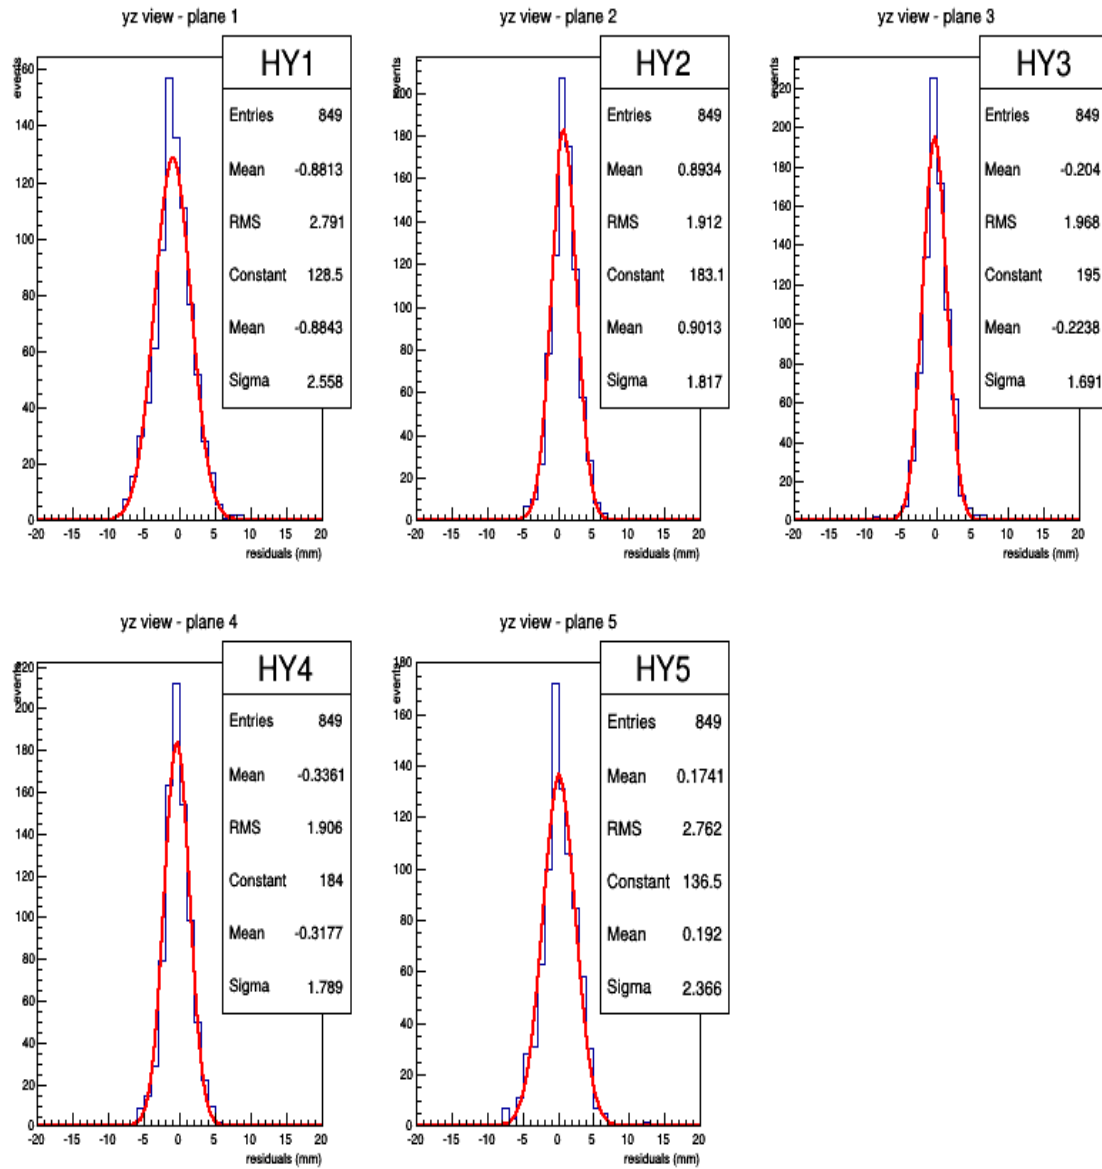 yz view - plane 1
HY1
Entries 849
Mean -0.8813
RMS 2.791
Constant 128.5
Mean -0.8843
Sigma 2.558
events
160
140
120
100
80
60
40
20
0
-20 -15 -10 -5 0 5 10 15 20
residuals (mm)
yz view - plane 2
HY2
Entries 849
Mean 0.8934
RMS 1.912
Constant 183.1
Mean 0.9013
Sigma 1.817
events
200
180
160
140
120
100
80
60
40
20
0
-20 -15 -10 -5 0 5 10 15 20
residuals (mm)
yz view - plane 3
HY3
Entries 849
Mean -0.204
RMS 1.968
Constant 195
Mean -0.2238
Sigma 1.691
events
220
200
180
160
140
120
100
80
60
40
20
0
-20 -15 -10 -5 0 5 10 15 20
residuals (mm)
yz view - plane 4
HY4
Entries 849
Mean -0.3361
RMS 1.906
Constant 184
Mean -0.3177
Sigma 1.789
events
220
200
180
160
140
120
100
80
60
40
20
0
-20 -15 -10 -5 0 5 10 15 20
residuals (mm)
yz view - plane 5
HY5
Entries 849
Mean 0.1741
RMS 2.762
Constant 136.5
Mean 0.192
Sigma 2.366
events
180
160
140
120
100
80
60
40
20
0
-20 -15 -10 -5 0 5 10 15 20
residuals (mm)